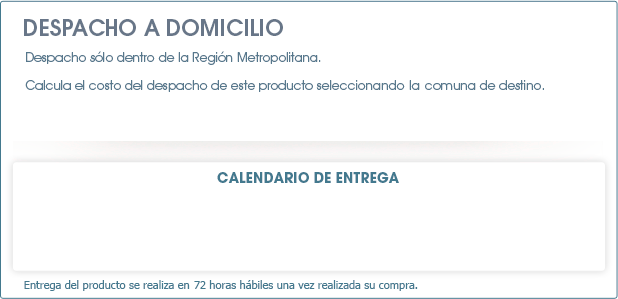 DESPACHO A DOMICILIO
Despacho sólo dentro de la Región Metropolitana.
Calcula el costo del despacho de este producto seleccionando la comuna de destino.
CALENDARIO DE ENTREGA
Entrega del producto se realiza en 72 horas hábiles una vez realizada su compra.